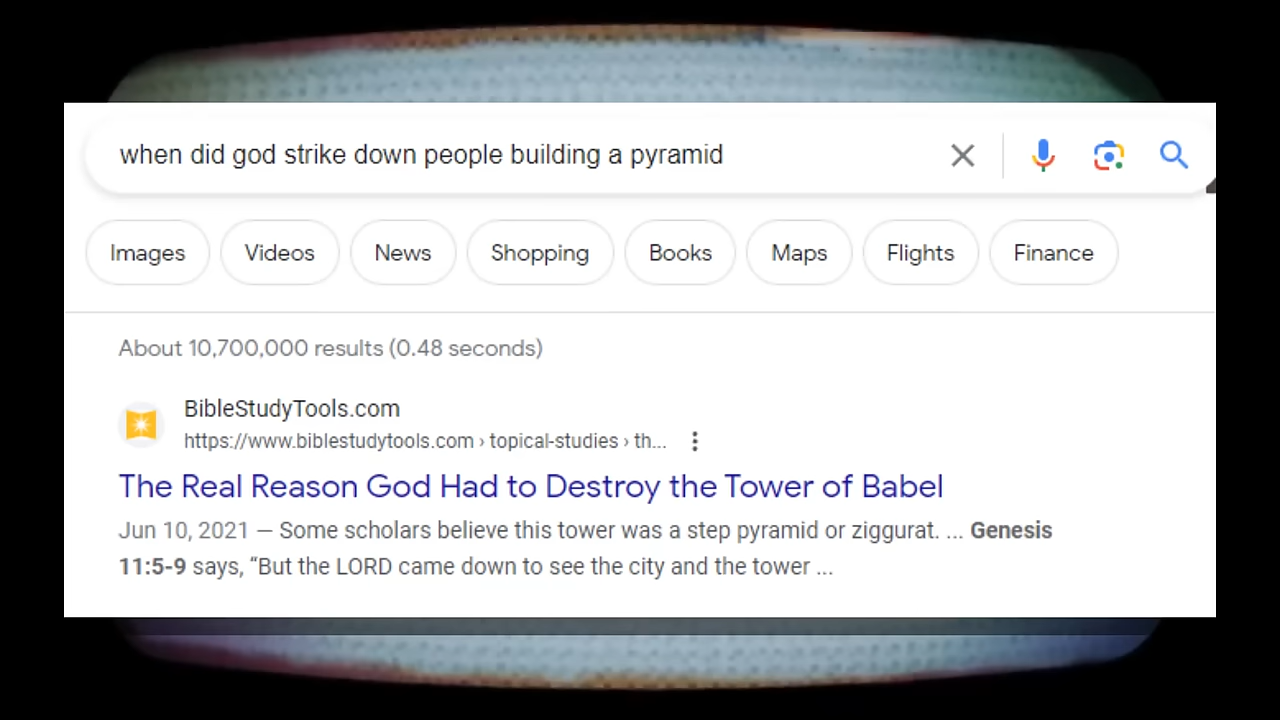 when did god strike down people building a pyramid
Images Videos News Shopping Books Maps Flights Finance
About 10,700,000 results (0.48 seconds)
BibleStudyTools.com
https://www.biblestudytools.com › topical-studies › th...
The Real Reason God Had to Destroy the Tower of Babel
Jun 10, 2021 — Some scholars believe this tower was a step pyramid or ziggurat. ... Genesis
11:5-9 says, “But the LORD came down to see the city and the tower ...